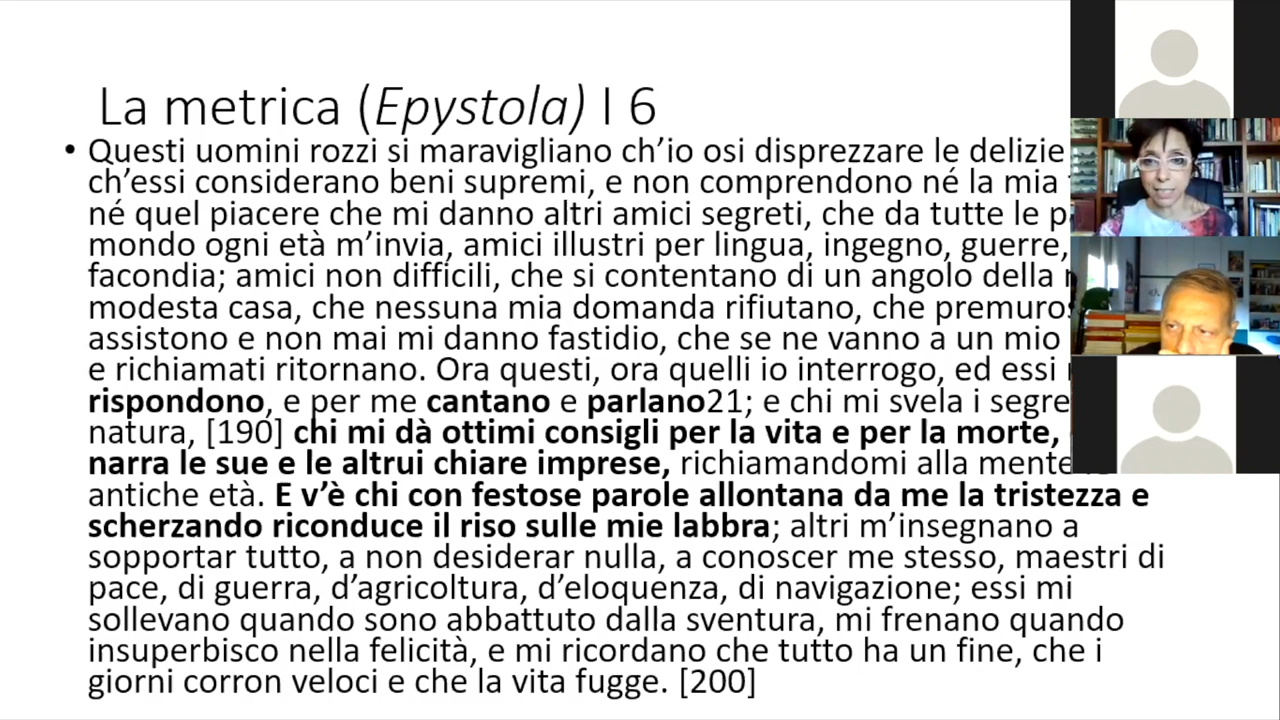 La metrica (Epystola) I 6
• Questi uomini rozzi si maravigliano ch’io osi disprezzare le delizie
ch’essi considerano beni supremi, e non comprendono né la mia
né quel piacere che mi danno altri amici segreti, che da tutte le
mondo ogni età m’invia, amici illustri per lingua, ingegno, guerre,
facondia; amici non difficili, che si contentano di un angolo della
modesta casa, che nessuna mia domanda rifiutano, che
assistono e non mai mi danno fastidio, che se ne vanno a un mio
e richiamati ritornano. Ora questi, ora quelli io interrogo, ed essi
rispondono, e per me cantano e parlano21; e chi mi svela i
natura, [190] chi mi dà ottimi consigli per la vita e per la morte,
narra le sue e le altrui chiare imprese, richiamandomi alla mente
antiche età. E v’è chi con festose parole allontana da me la tristezza e
scherzando riconduce il riso sulle mie labbra; altri m’insegnano a
sopportar tutto, a non desiderar nulla, a conoscer me stesso, maestri di
pace, di guerra, d’agricoltura, d’eloquenza, di navigazione; essi mi
sollevano quando sono abbattuto dalla sventura, mi frenano quando
insuperbisco nella felicità, e mi ricordano che tutto ha un fine, che i
giorni corron veloci e che la vita fugge. [200]